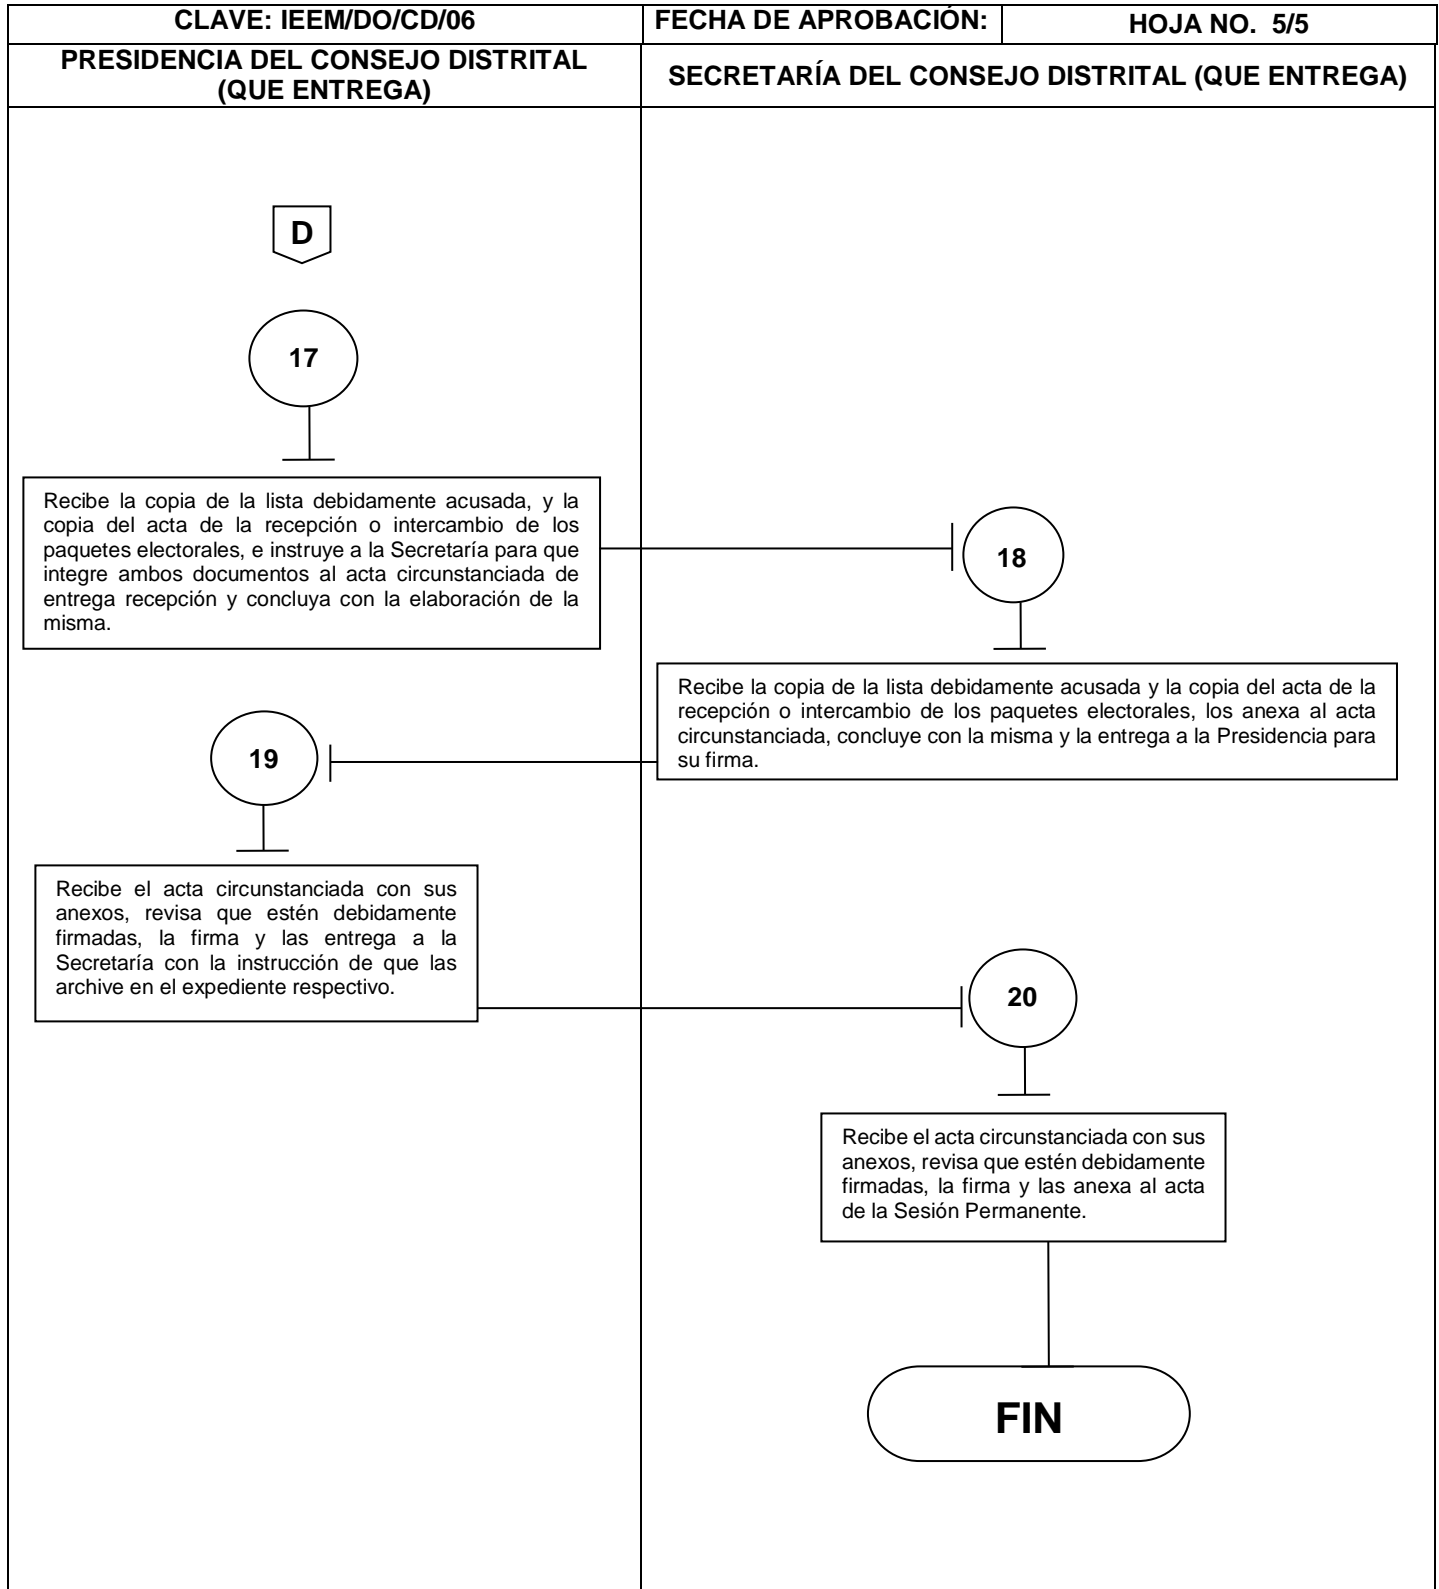 CLAVE: IEEM/DO/CD/06
FECHA DE APROBACIÓN:
HOJA NO. 5/5
PRESIDENCIA DEL CONSEJO DISTRITAL
(QUE ENTREGA)
SECRETARÍA DEL CONSEJO DISTRITAL (QUE ENTREGA)
D
17
Recibe la copia de la lista debidamente acusada, y la
copia del acta de la recepción o intercambio de los
paquetes electorales, e instruye a la Secretaría para que
integre ambos documentos al acta circunstanciada de
entrega recepción y concluya con la elaboración de la
misma.
18
Recibe la copia de la lista debidamente acusada y la copia del acta de la
recepción o intercambio de los paquetes electorales, los anexa al acta
circunstanciada, concluye con la misma y la entrega a la Presidencia para
su firma.
19
Recibe el acta circunstanciada con sus
anexos, revisa que estén debidamente
firmadas, la firma y las entrega a la
Secretaría con la instrucción de que las
archive en el expediente respectivo.
20
Recibe el acta circunstanciada con sus
anexos, revisa que estén debidamente
firmadas, la firma y las anexa al acta
de la Sesión Permanente.
FIN